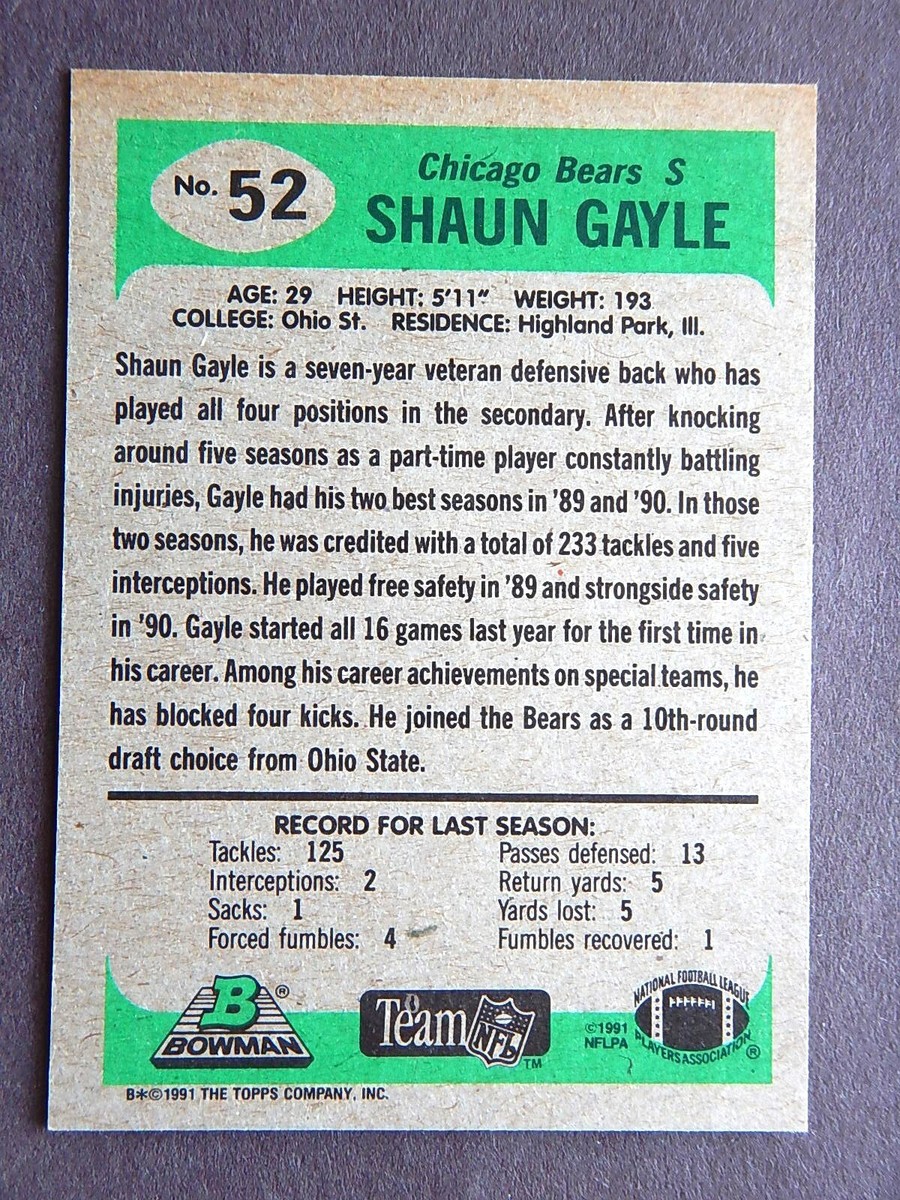 No. 52
Chicago Bears S
SHAUN GAYLE
AGE: 29 HEIGHT: 5'11" WEIGHT: 193
COLLEGE: Ohio St. RESIDENCE: Highland Park, Ill.
Shaun Gayle is a seven-year veteran defensive back who has
played all four positions in the secondary. After knocking
around five seasons as a part-time player constantly battling
injuries, Gayle had his two best seasons in '89 and '90. In those
two seasons, he was credited with a total of 233 tackles and five
interceptions. He played free safety in '89 and strongside safety
in '90. Gayle started all 16 games last year for the first time in
his career. Among his career achievements on special teams, he
has blocked four kicks. He joined the Bears as a 10th-round
draft choice from Ohio State.
RECORD FOR LAST SEASON:
Tackles: 125 Passes defensed: 13
Interceptions: 2 Return yards: 5
Sacks: 1 Yards lost: 5
Forced fumbles: 4 Fumbles recovered: 1
B ®
BOWMAN
Team NFL ™
©1991
NFLPA
NATIONAL FOOTBALL LEAGUE
PLAYERS ASSOCIATION ®
B*©1991 THE TOPPS COMPANY, INC.